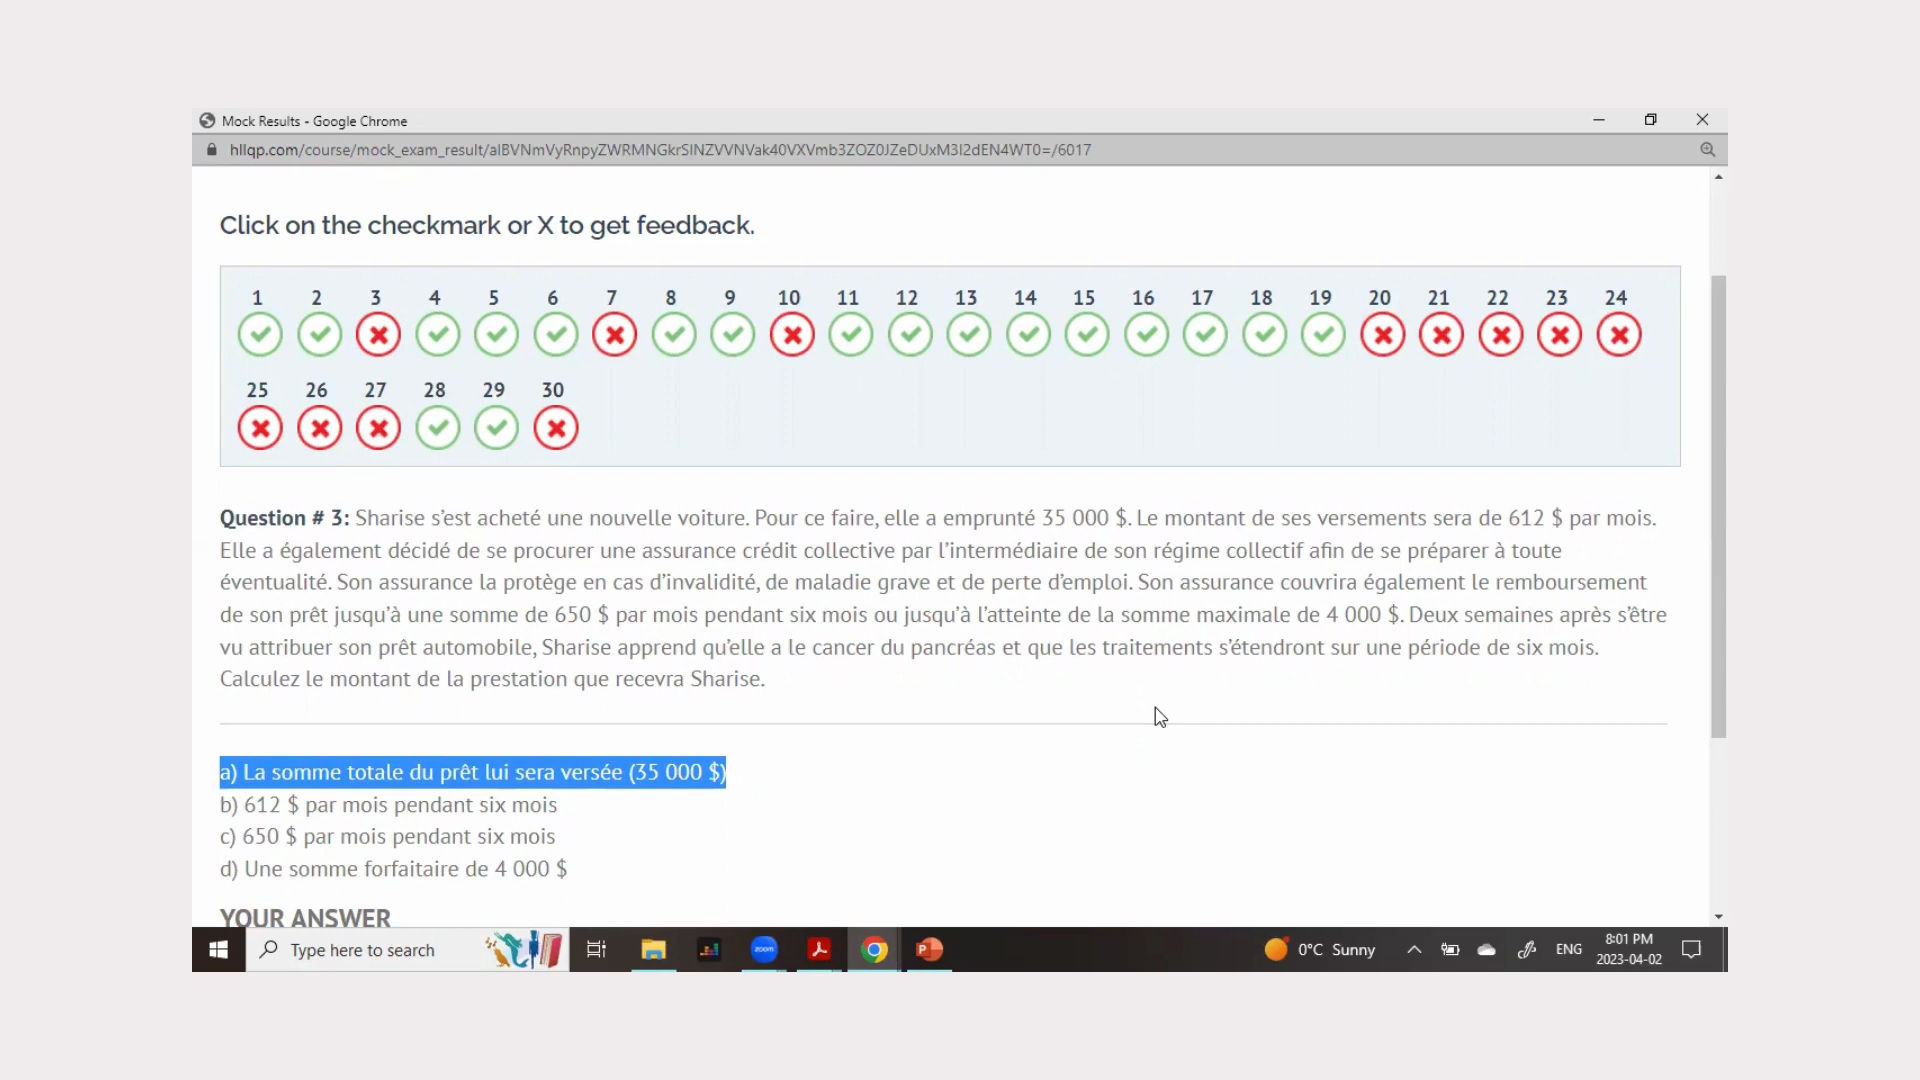 Mock Results - Google Chrome
hllqp.com/course/mock_exam_result/alBVNmVyRnpyZWRMNGkrSlNZVVNVak40VXVmb3ZOZ0JZeDUxM3I2dEN4WT0=/6017
Click on the checkmark or X to get feedback.
1 2 3 4 5 6 7 8 9 10 11 12 13 14 15 16 17 18 19 20 21 22 23 24
25 26 27 28 29 30
Question # 3: Sharise s’est acheté une nouvelle voiture. Pour ce faire, elle a emprunté 35 000 $. Le montant de ses versements sera de 612 $ par mois.
Elle a également décidé de se procurer une assurance crédit collective par l’intermédiaire de son régime collectif afin de se préparer à toute
éventualité. Son assurance la protège en cas d’invalidité, de maladie grave et de perte d’emploi. Son assurance couvrira également le remboursement
de son prêt jusqu’à une somme de 650 $ par mois pendant six mois ou jusqu’à l’atteinte de la somme maximale de 4 000 $. Deux semaines après s’être
vu attribuer son prêt automobile, Sharise apprend qu’elle a le cancer du pancréas et que les traitements s’étendront sur une période de six mois.
Calculez le montant de la prestation que recevra Sharise.
a) La somme totale du prêt lui sera versée (35 000 $)
b) 612 $ par mois pendant six mois
c) 650 $ par mois pendant six mois
d) Une somme forfaitaire de 4 000 $
YOUR ANSWER
Type here to search
zoom
0°C Sunny
ENG
8:01 PM
2023-04-02